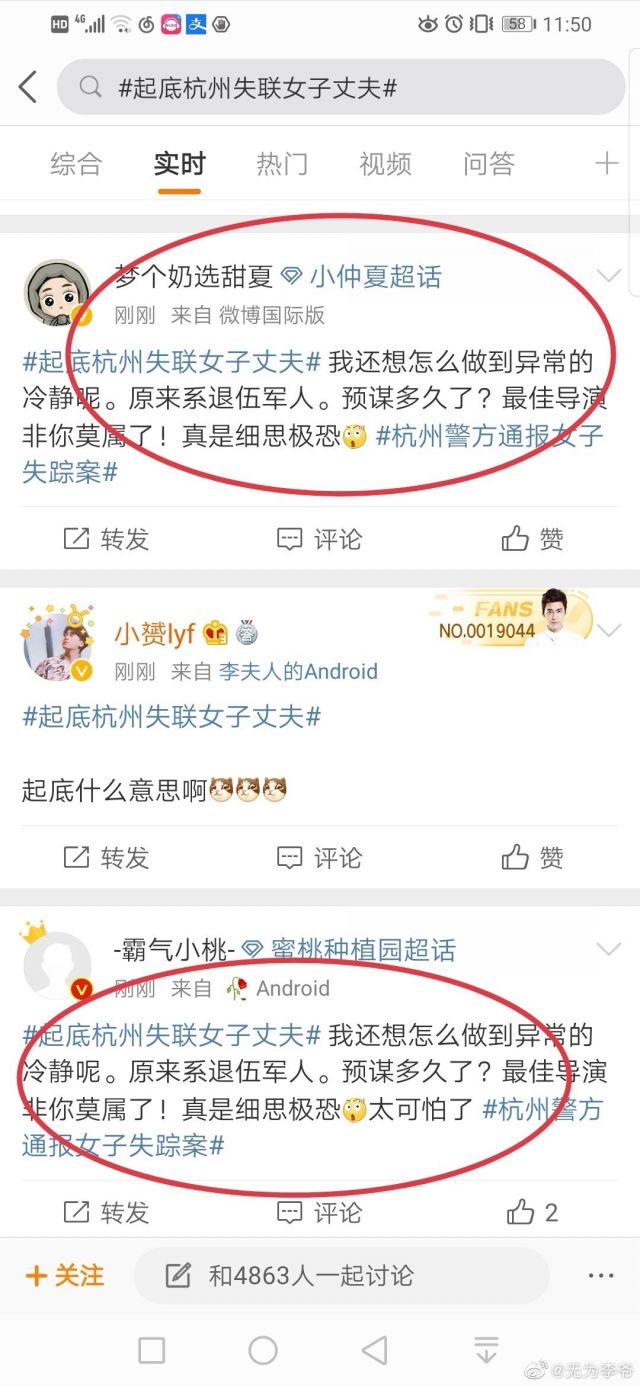 HD 4G 支 58 11:50
#起底杭州失联女子丈夫#
综合 实时 热门 视频 问答
梦个奶选甜夏 小仲夏超话
刚刚 来自 微博国际版
#起底杭州失联女子丈夫# 我还想怎么做到异常的
冷静呢。原来系退伍军人。预谋多久了？最佳导演
非你莫属了！真是细思极恐 #杭州警方通报女子
失踪案#
转发 评论 赞
小赟lyf
FANS
NO.0019044
刚刚 来自 李夫人的Android
#起底杭州失联女子丈夫#
起底什么意思啊
转发 评论 赞
-霸气小桃- 蜜桃种植园超话
刚刚 来自 Android
#起底杭州失联女子丈夫# 我还想怎么做到异常的
冷静呢。原来系退伍军人。预谋多久了？最佳导演
非你莫属了！真是细思极恐 太可怕了 #杭州警方
通报女子失踪案#
转发 评论 2
+ 关注 和4863人一起讨论
@无为李爷